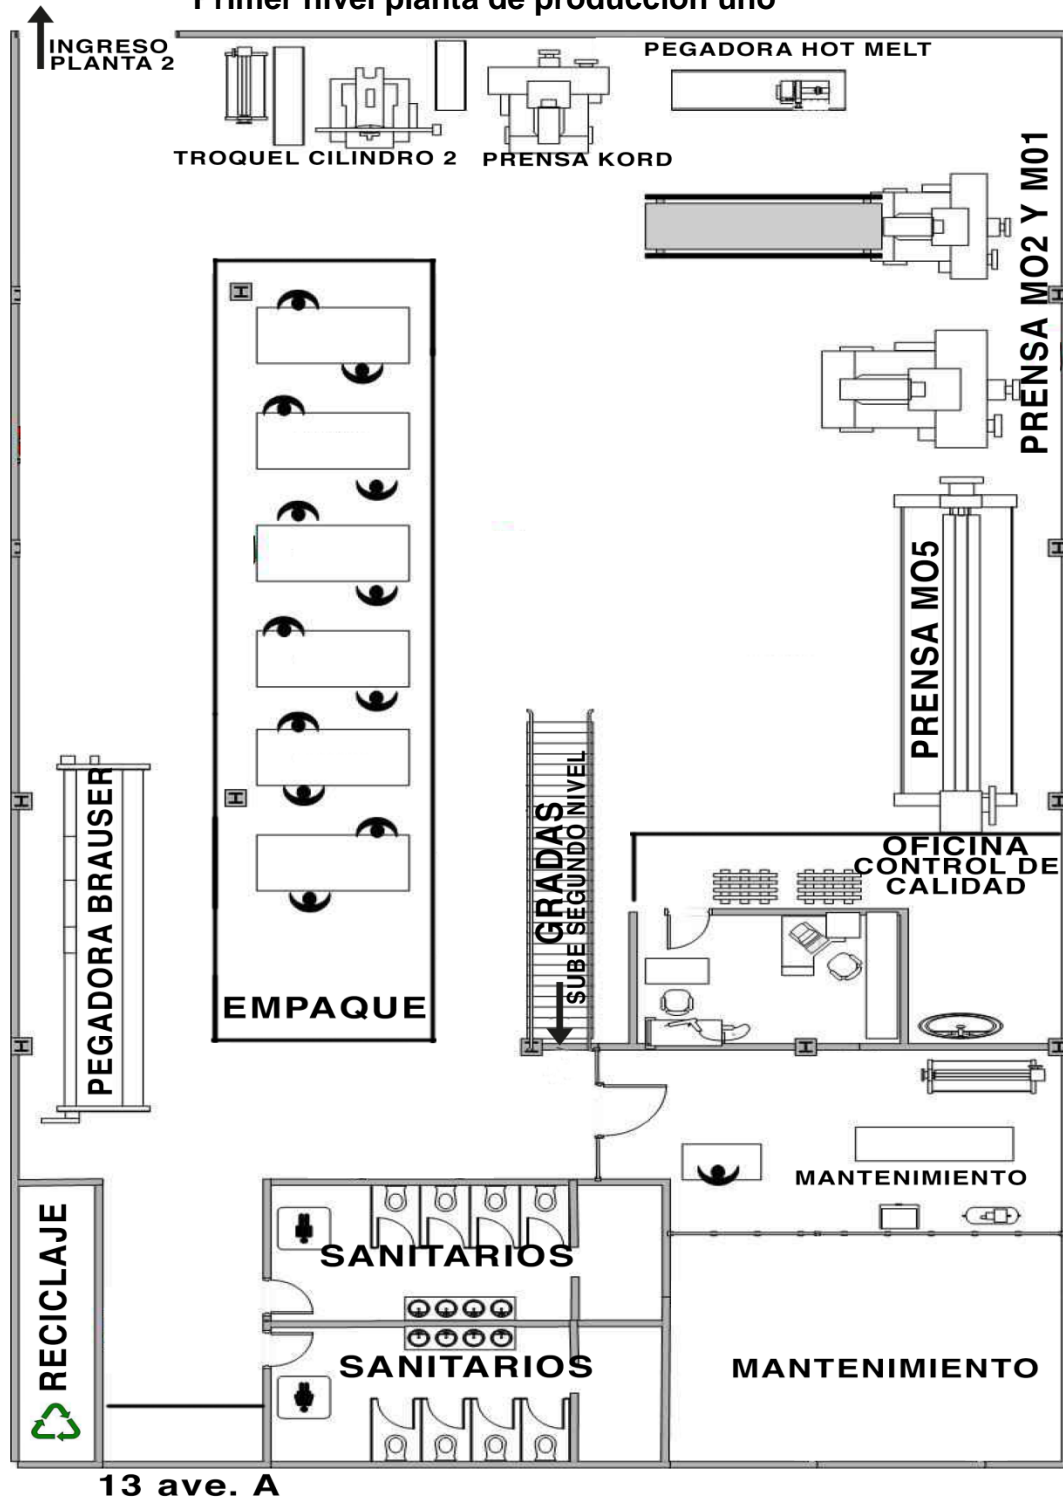 Primer nivel planta de producción uno
INGRESO
PLANTA 2
PEGADORA HOT MELT
TROQUEL CILINDRO 2
PRENSA KORD
PRENSA MO2 Y M01
PRENSA MO5
PEGADORA BRAUSER
EMPAQUE
GRADAS
SUBE SEGUNDO NIVEL
OFICINA
CONTROL DE
CALIDAD
MANTENIMIENTO
RECICLAJE
SANITARIOS
SANITARIOS
MANTENIMIENTO
13 ave. A